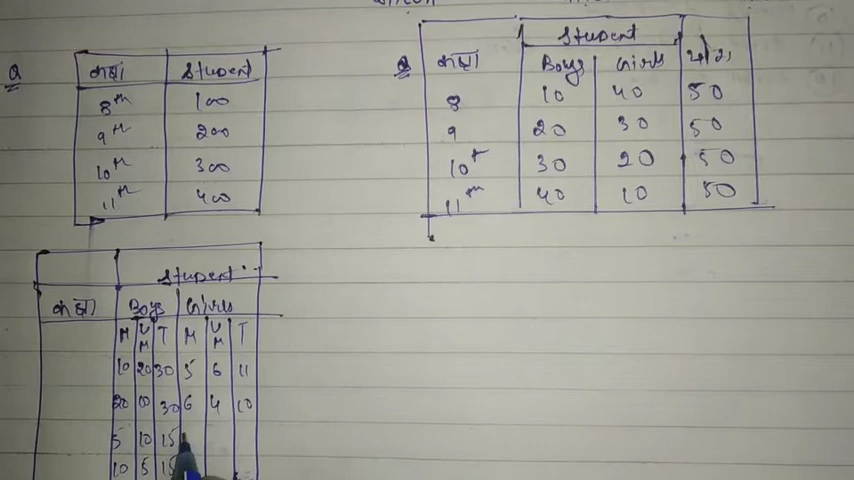 Q
कक्षा Student
8th 100
9th 200
10th 300
11th 400
Q
Student
कक्षा Boys Girls योग
8 10 40 50
9 20 30 50
10th 30 20 50
11th 40 10 50
Student
कक्षा Boys Girls
M UM T M UM T
10 20 30 5 6 11
20 10 30 6 4 10
5 10 15
10 5 15